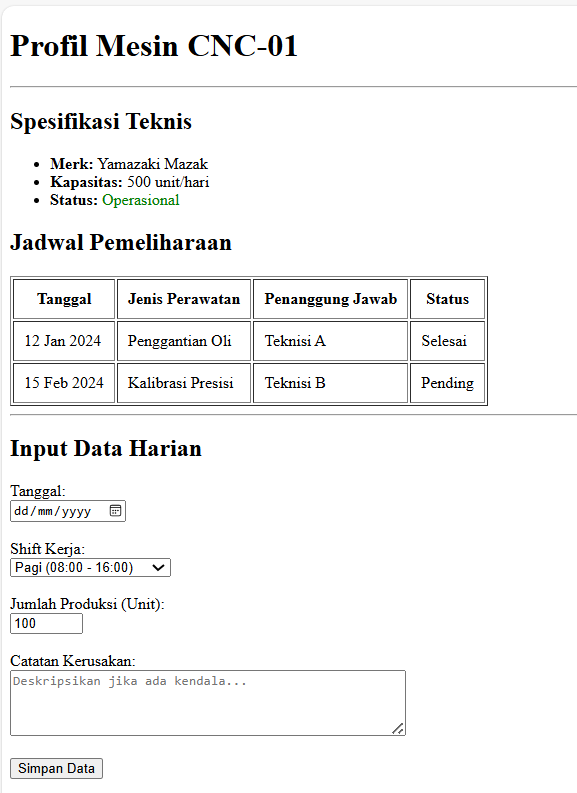 Profil Mesin CNC-01
Spesifikasi Teknis
Merk: Yamazaki Mazak
Kapasitas: 500 unit/hari
Status: Operasional
Jadwal Pemeliharaan
Tanggal Jenis Perawatan Penanggung Jawab Status
12 Jan 2024 Penggantian Oli Teknisi A Selesai
15 Feb 2024 Kalibrasi Presisi Teknisi B Pending
Input Data Harian
Tanggal:
dd/mm/yyyy
Shift Kerja:
Pagi (08:00 - 16:00)
Jumlah Produksi (Unit):
100
Catatan Kerusakan:
Deskripsikan jika ada kendala...
Simpan Data